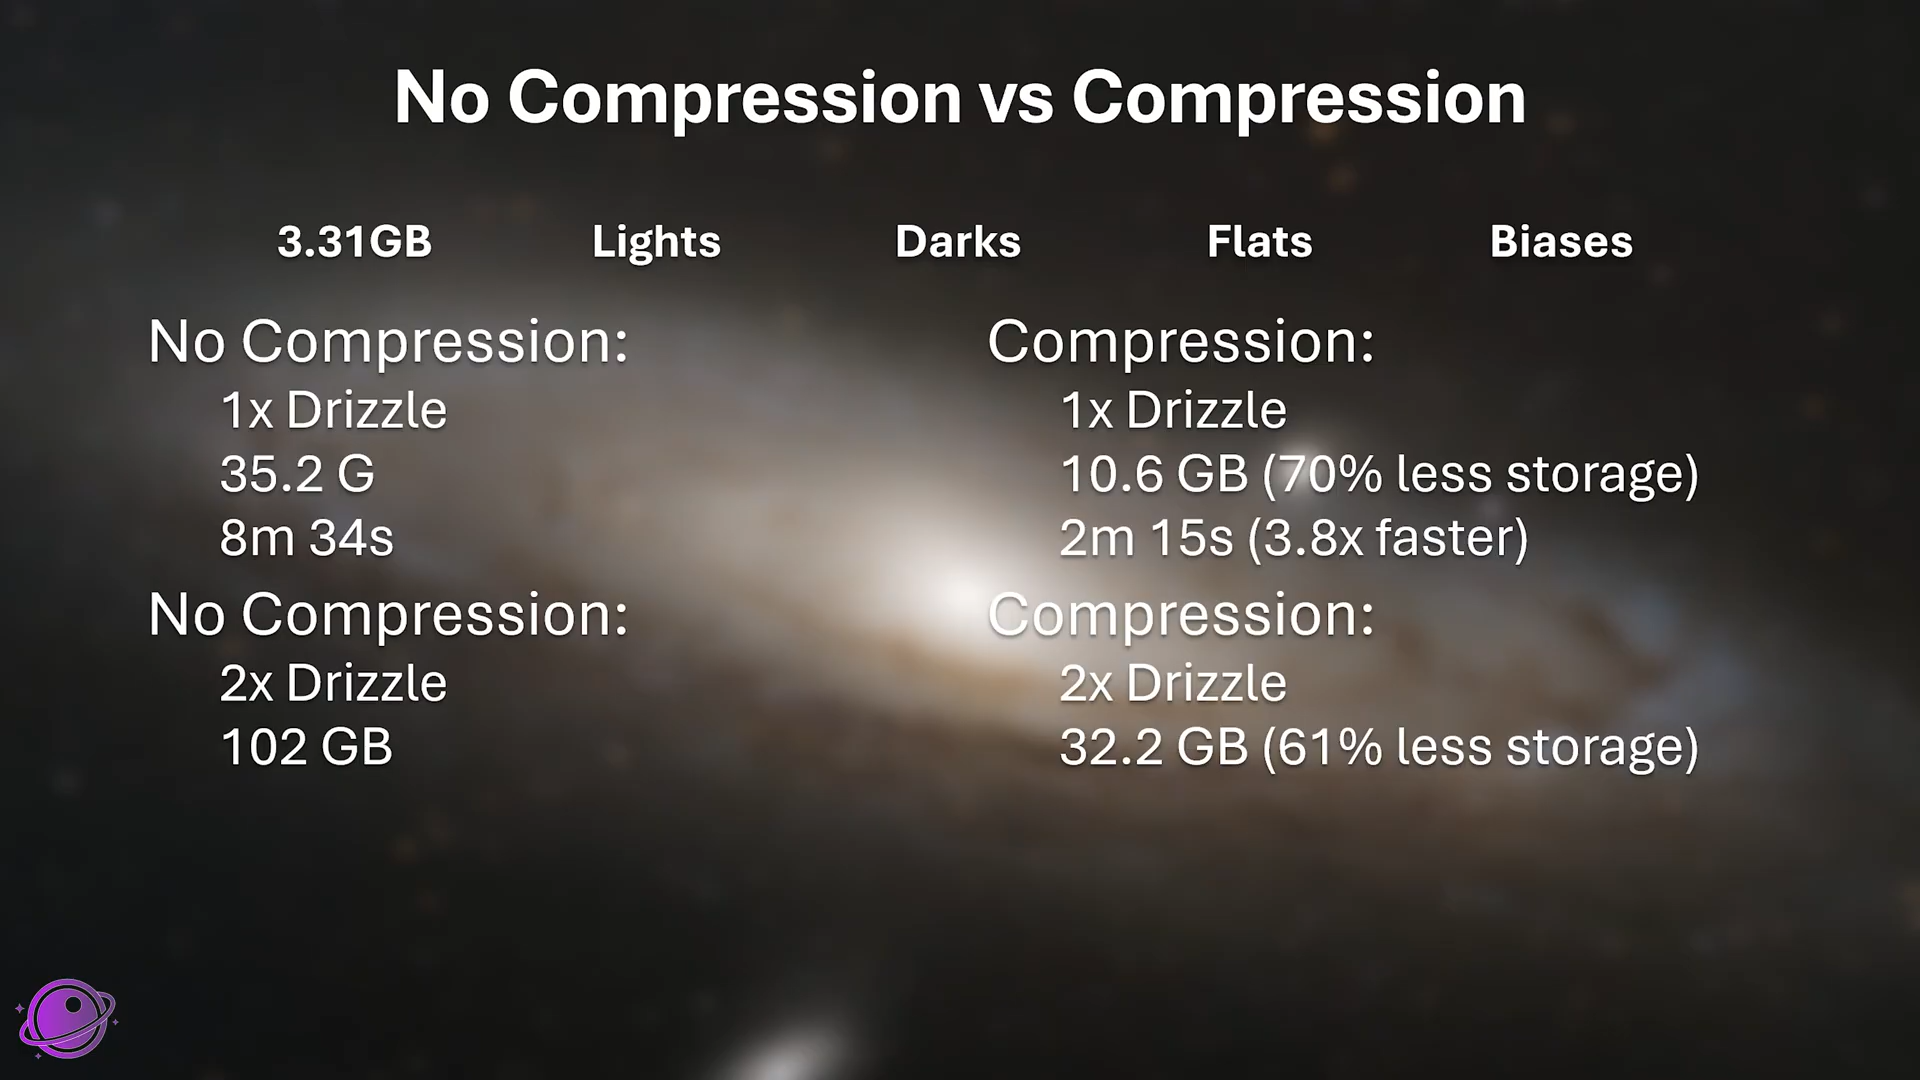 No Compression vs Compression
3.31GB Lights Darks Flats Biases
No Compression:
1x Drizzle
35.2 G
8m 34s
No Compression:
2x Drizzle
102 GB
Compression:
1x Drizzle
10.6 GB (70% less storage)
2m 15s (3.8x faster)
Compression:
2x Drizzle
32.2 GB (61% less storage)